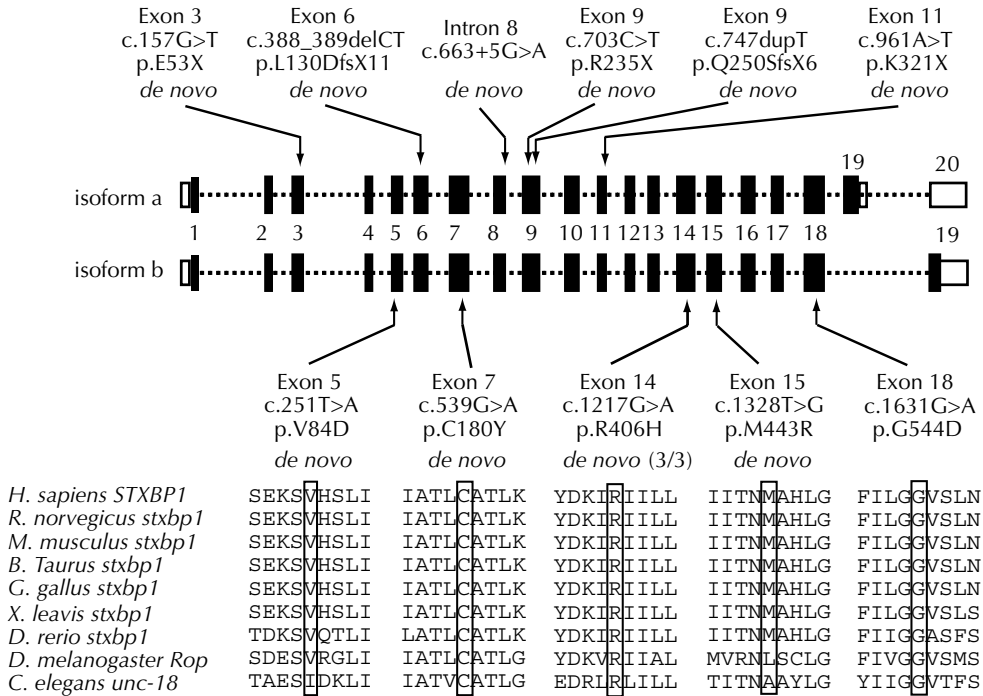 Exon 3
c.157G>T
p.E53X
de novo
Exon 6
c.388_389delCT
p.L130DfsX11
de novo
Intron 8
c.663+5G>A
de novo
Exon 9
c.703C>T
p.R235X
de novo
Exon 9
c.747dupT
p.Q250SfsX6
de novo
Exon 11
c.961A>T
p.K321X
de novo
19 20
isoform a
1 2 3 4 5 6 7 8 9 10 11 12 13 14 15 16 17 18 19
isoform b
Exon 5
c.251T>A
p.V84D
de novo
Exon 7
c.539G>A
p.C180Y
de novo
Exon 14
c.1217G>A
p.R406H
de novo (3/3)
Exon 15
c.1328T>G
p.M443R
de novo
Exon 18
c.1631G>A
p.G544D
H. sapiens STXBP1 SEKSVHSLI IATLCATLK YDKIRIILL IITNMAHLG FILGGVSLN
R. norvegicus stxbp1 SEKSVHSLI IATLCATLK YDKIRIILL IITNMAHLG FILGGVSLN
M. musculus stxbp1 SEKSVHSLI IATLCATLK YDKIRIILL IITNMAHLG FILGGVSLN
B. Taurus stxbp1 SEKSVHSLI IATLCATLK YDKIRIILL IITNMAHLG FILGGVSLN
G. gallus stxbp1 SEKSVHSLI IATLCATLK YDKIRIILL IITNMAHLG FILGGVSLN
X. leavis stxbp1 SEKSVHSLI IATLCATLK YDKIRIILL IITNMAHLG FILGGVSLS
D. rerio stxbp1 TDKSVQTLI LATLCATLK YDKIRIILL IITNMAHLG FIIGGASFS
D. melanogaster Rop SDESVRGLI IATLCATLG YDKVRIIAL MVRNLSCLG FIVGGVSMS
C. elegans unc-18 TAESIDKLI IATVCATLG EDRLRLILL TITNAAYLG YIIGGVTFS